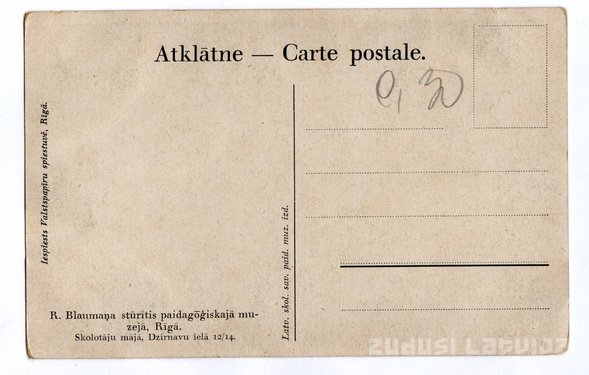 Atklātne — Carte postale.
0,30
Iespiests Valstspapīru spiestuvē, Rīgā.
Latv. skol. sav. paid. muz. izd.
R. Blaumaņa stūrītis paidagōģiskajā mu-
zejā, Rīgā.
Skolotāju mājā, Dzirnavu ielā 12/14.
zudusi Latvija